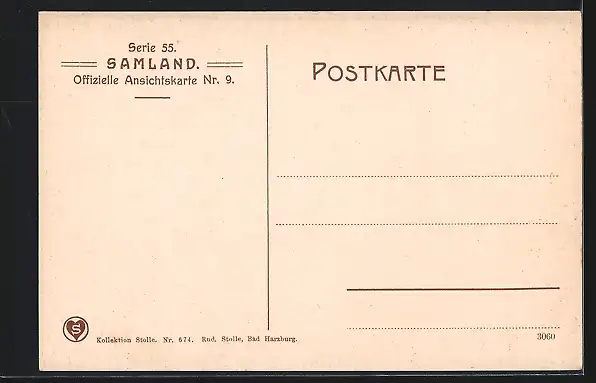 Serie 55.
SAMLAND.
Offizielle Ansichtskarte Nr. 9.
POSTKARTE
S
Kollektion Stolle. Nr. 674. Rud. Stolle, Bad Harzburg.
3060